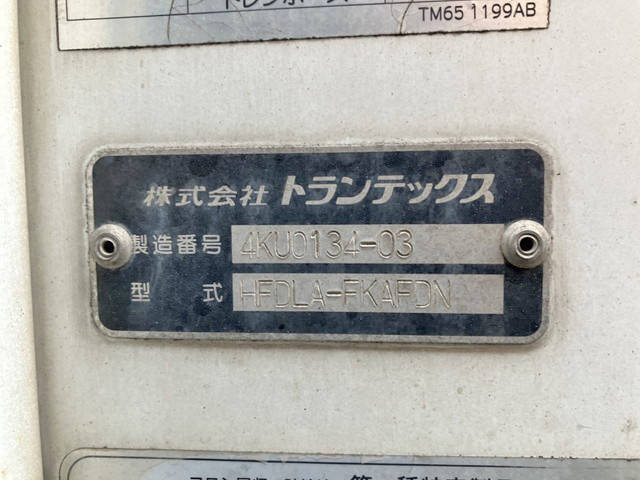 TM65 1199AB
株式会社 トランテックス
製造番号 4KU0134-03
型式 HFDLA-FKAFDN